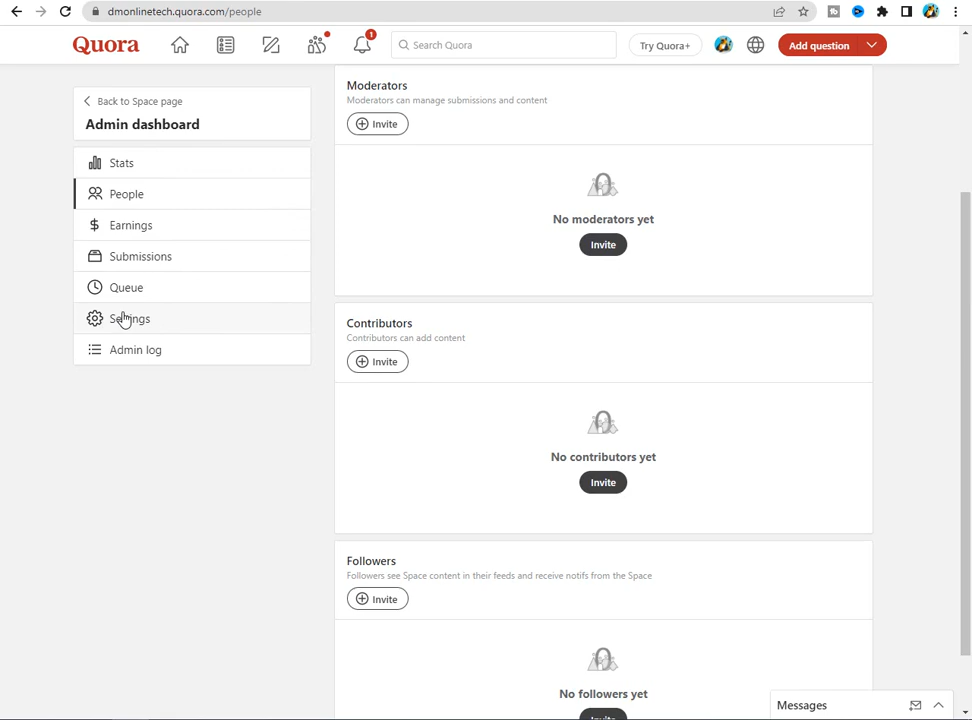 dmonlinetech.quora.com/people
Quora
1
Search Quora
Try Quora+
Add question
Back to Space page
Admin dashboard
Stats
People
Earnings
Submissions
Queue
Settings
Admin log
Moderators
Moderators can manage submissions and content
Invite
No moderators yet
Invite
Contributors
Contributors can add content
Invite
No contributors yet
Invite
Followers
Followers see Space content in their feeds and receive notifs from the Space
Invite
No followers yet
Invite
Messages